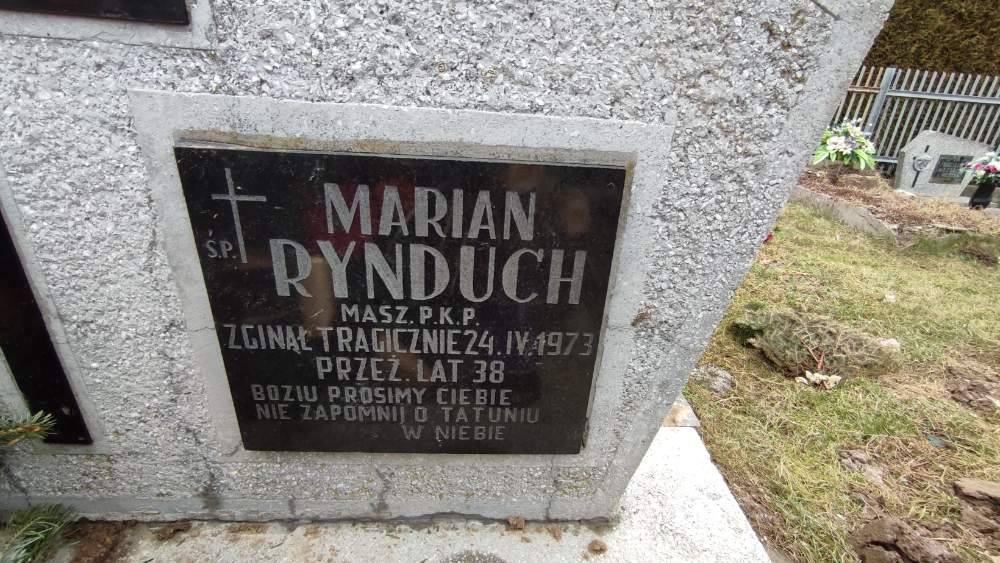 Ś.P.
MARIAN
RYNDUCH
MASZ. P.K.P.
ZGINĄŁ TRAGICZNIE 24.IV.1973
PRZEŻ. LAT 38
BOZIU PROSIMY CIEBIE
NIE ZAPOMNIJ O TATUNIU
W NIEBIE